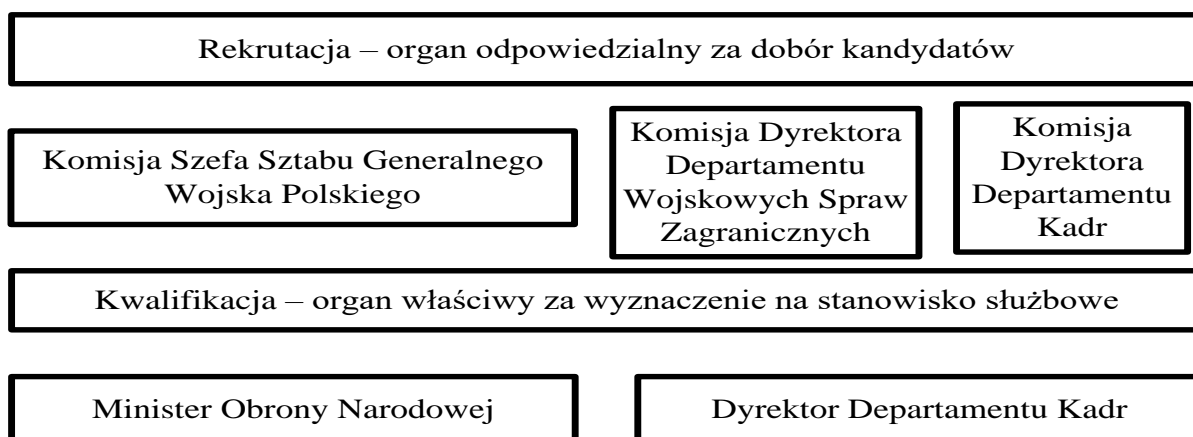 Rekrutacja – organ odpowiedzialny za dobór kandydatów
Komisja Szefa Sztabu Generalnego
Wojska Polskiego
Komisja Dyrektora
Departamentu
Wojskowych Spraw
Zagranicznych
Komisja
Dyrektora
Departamentu
Kadr
Kwalifikacja – organ właściwy za wyznaczenie na stanowisko służbowe
Minister Obrony Narodowej
Dyrektor Departamentu Kadr